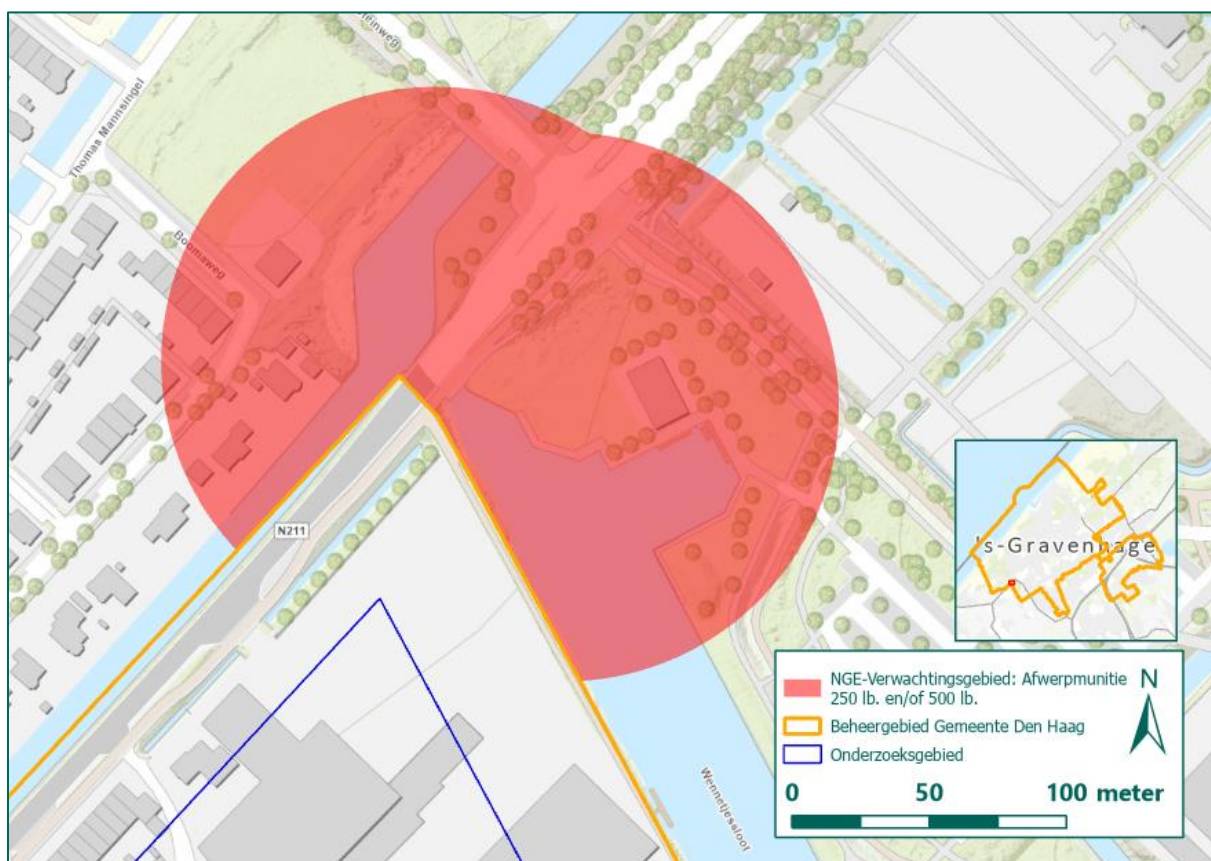 Thomas Mannsingel
Boomaweg
N211
Wennetjessloot
's-Gravenhage
NGE-Verwachtingsgebied: Afwerpmunitie
250 lb. en/of 500 lb.
Beheergebied Gemeente Den Haag
Onderzoeksgebied
N
0 50 100 meter